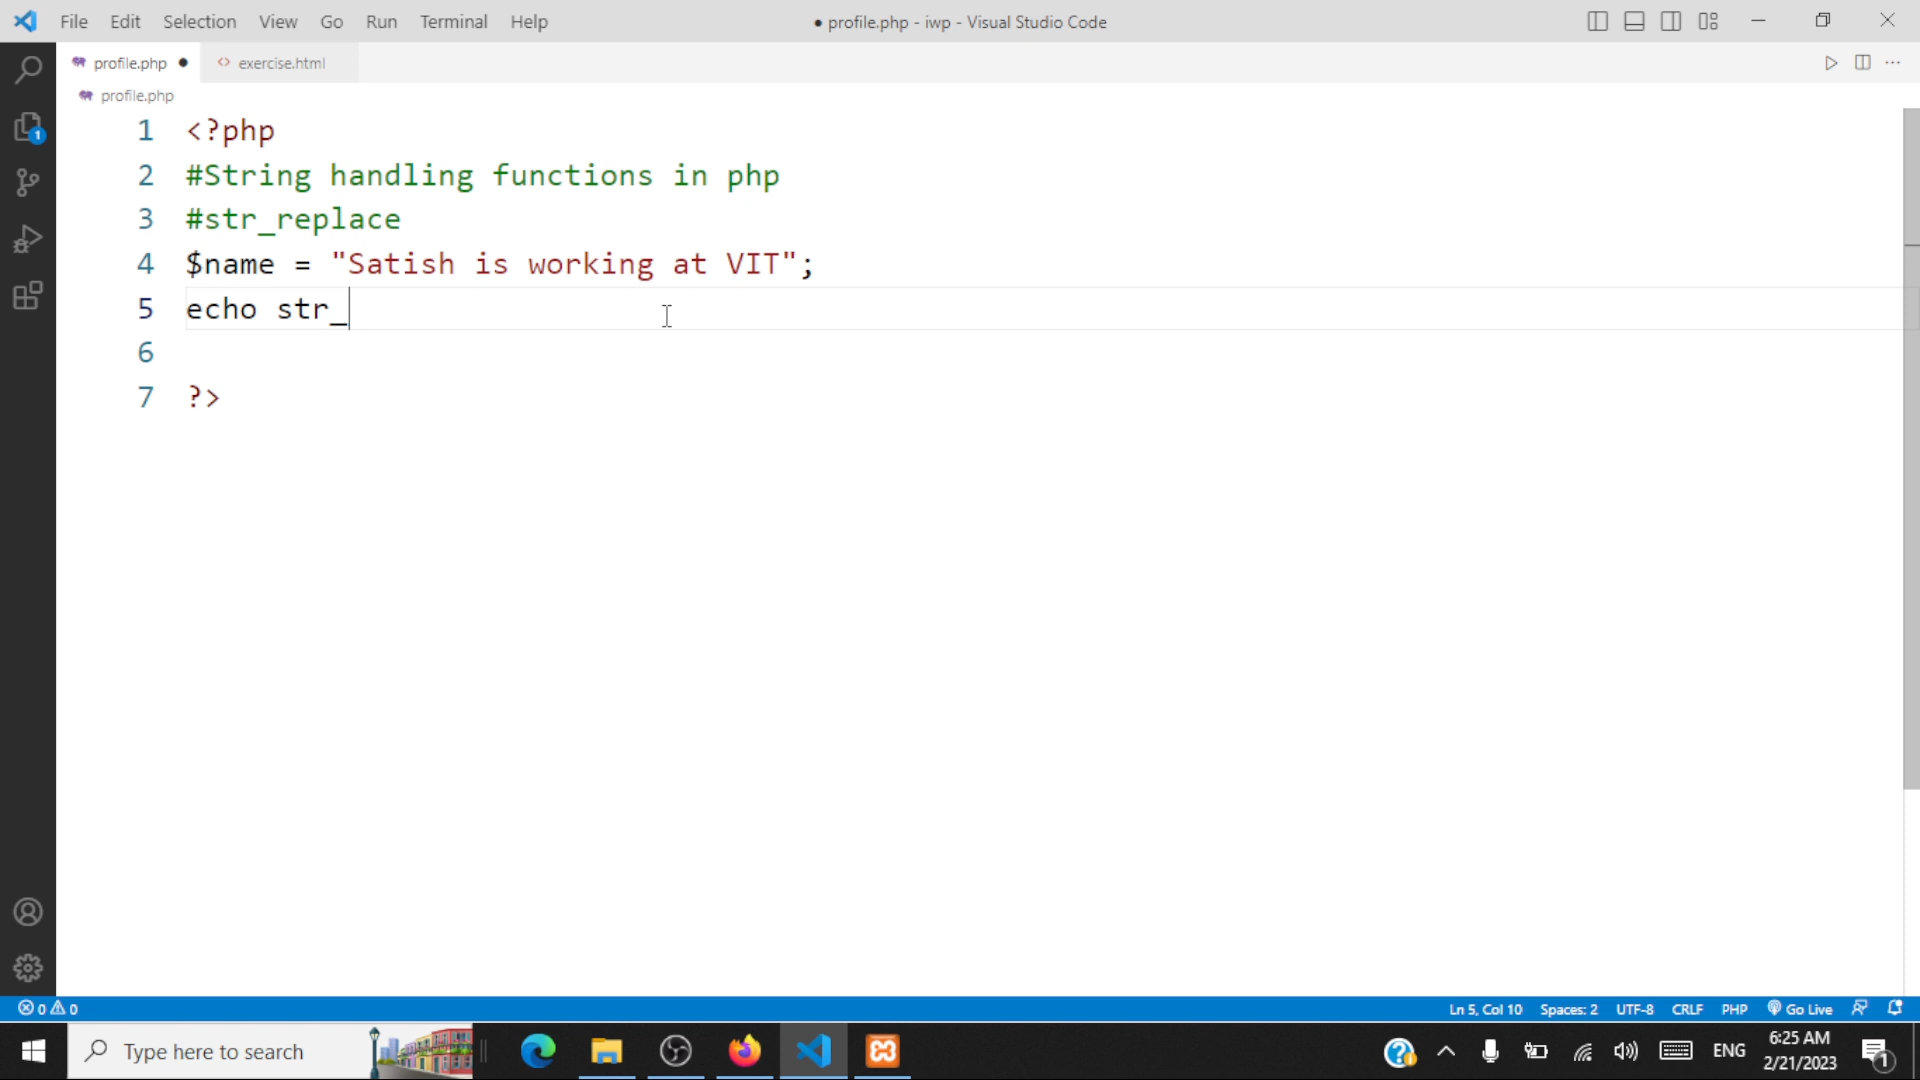 File Edit Selection View Go Run Terminal Help
● profile.php - iwp - Visual Studio Code
profile.php ●
exercise.html
profile.php
1 <?php
2 #String handling functions in php
3 #str_replace
4 $name = "Satish is working at VIT";
5 echo str_
6
7 ?>
1
0 0
Ln 5, Col 10 Spaces: 2 UTF-8 CRLF PHP Go Live
Type here to search
ENG
6:25 AM
2/21/2023
1